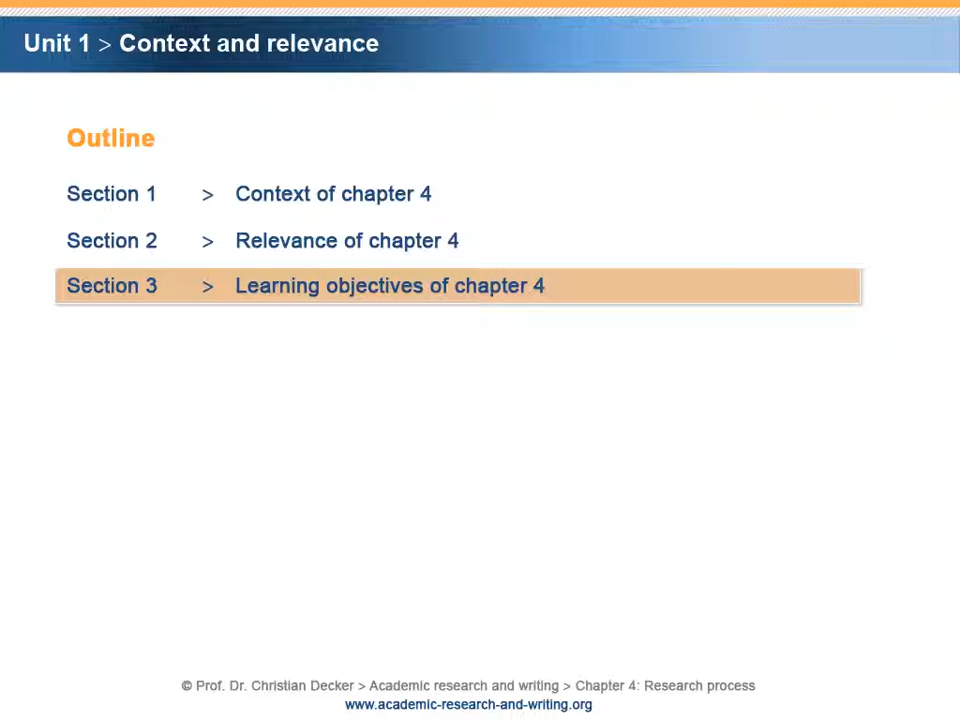 Unit 1 > Context and relevance
Outline
Section 1 > Context of chapter 4
Section 2 > Relevance of chapter 4
Section 3 > Learning objectives of chapter 4
© Prof. Dr. Christian Decker > Academic research and writing > Chapter 4: Research process
www.academic-research-and-writing.org